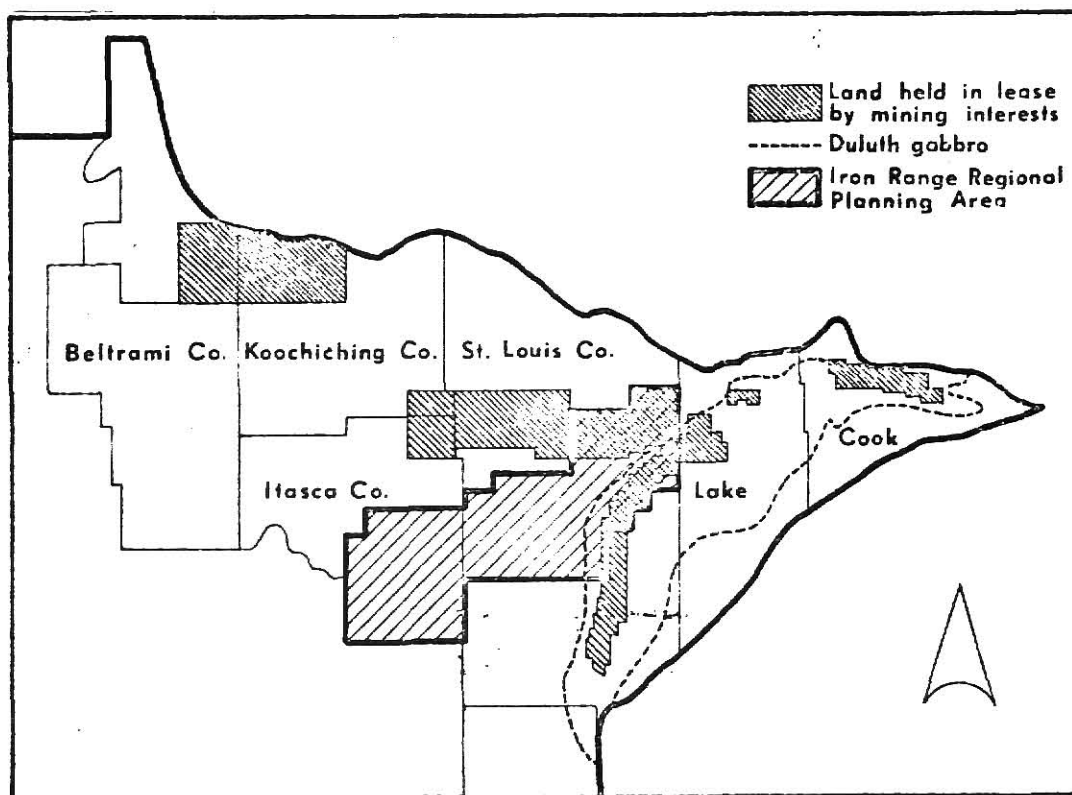 Land held in lease
by mining interests
Duluth gabbro
Iron Range Regional
Planning Area
Beltrami Co.
Koochiching Co.
St. Louis Co.
Cook
Itasca Co.
Lake